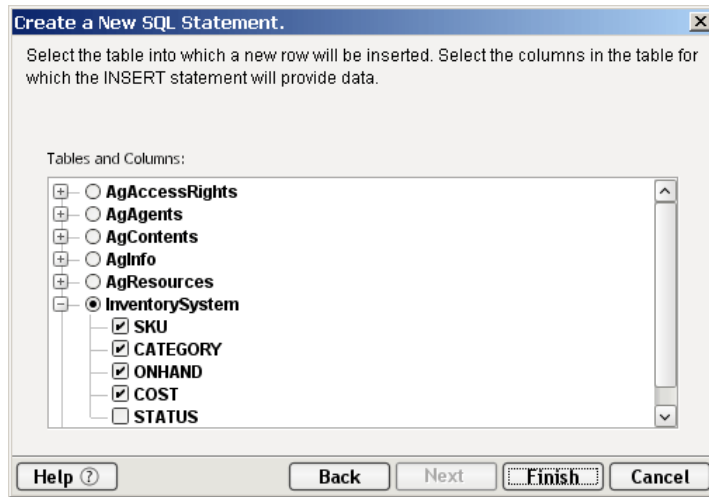 Create a New SQL Statement.
Select the table into which a new row will be inserted. Select the columns in the table for
which the INSERT statement will provide data.
Tables and Columns:
AgAccessRights
AgAgents
AgContents
AgInfo
AgResources
InventorySystem
SKU
CATEGORY
ONHAND
COST
STATUS
Help ? Back Next Finish Cancel